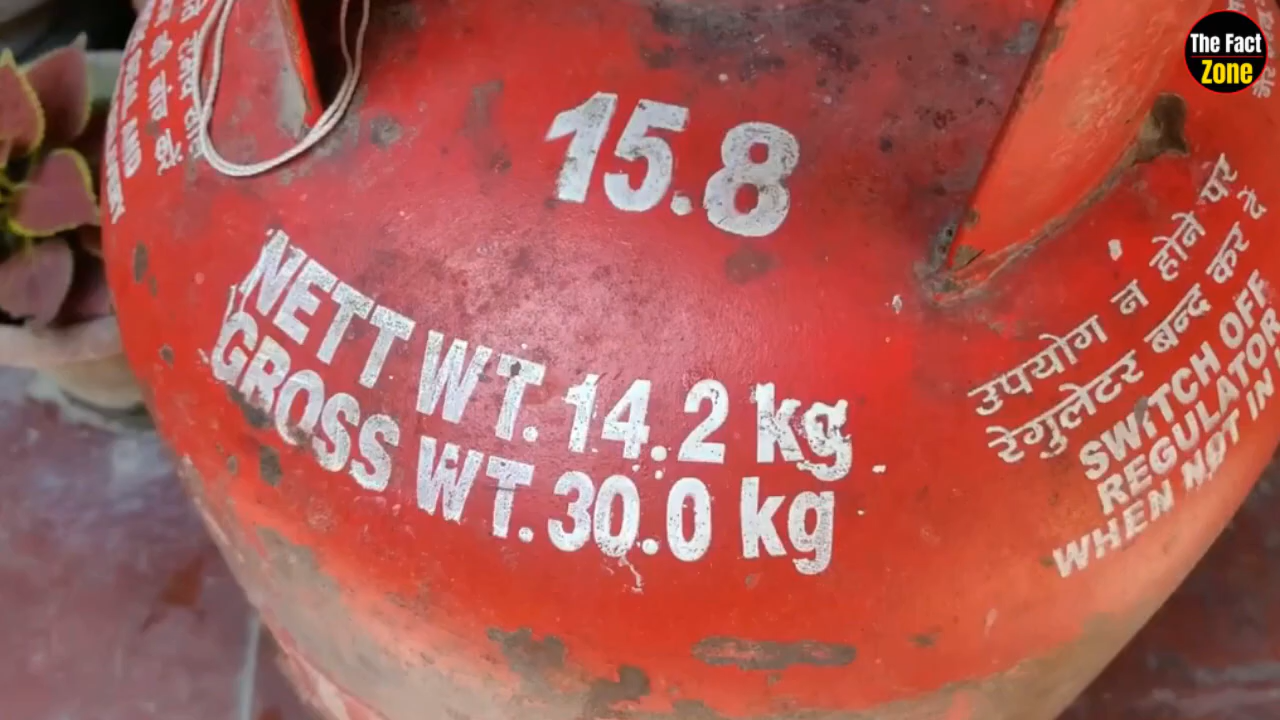 The Fact
Zone
15.8
NETT WT. 14.2 kg
GROSS WT. 30.0 kg
उपयोग न होने पर
रेगुलेटर बन्द कर दें
SWITCH OFF
REGULATOR
WHEN NOT IN